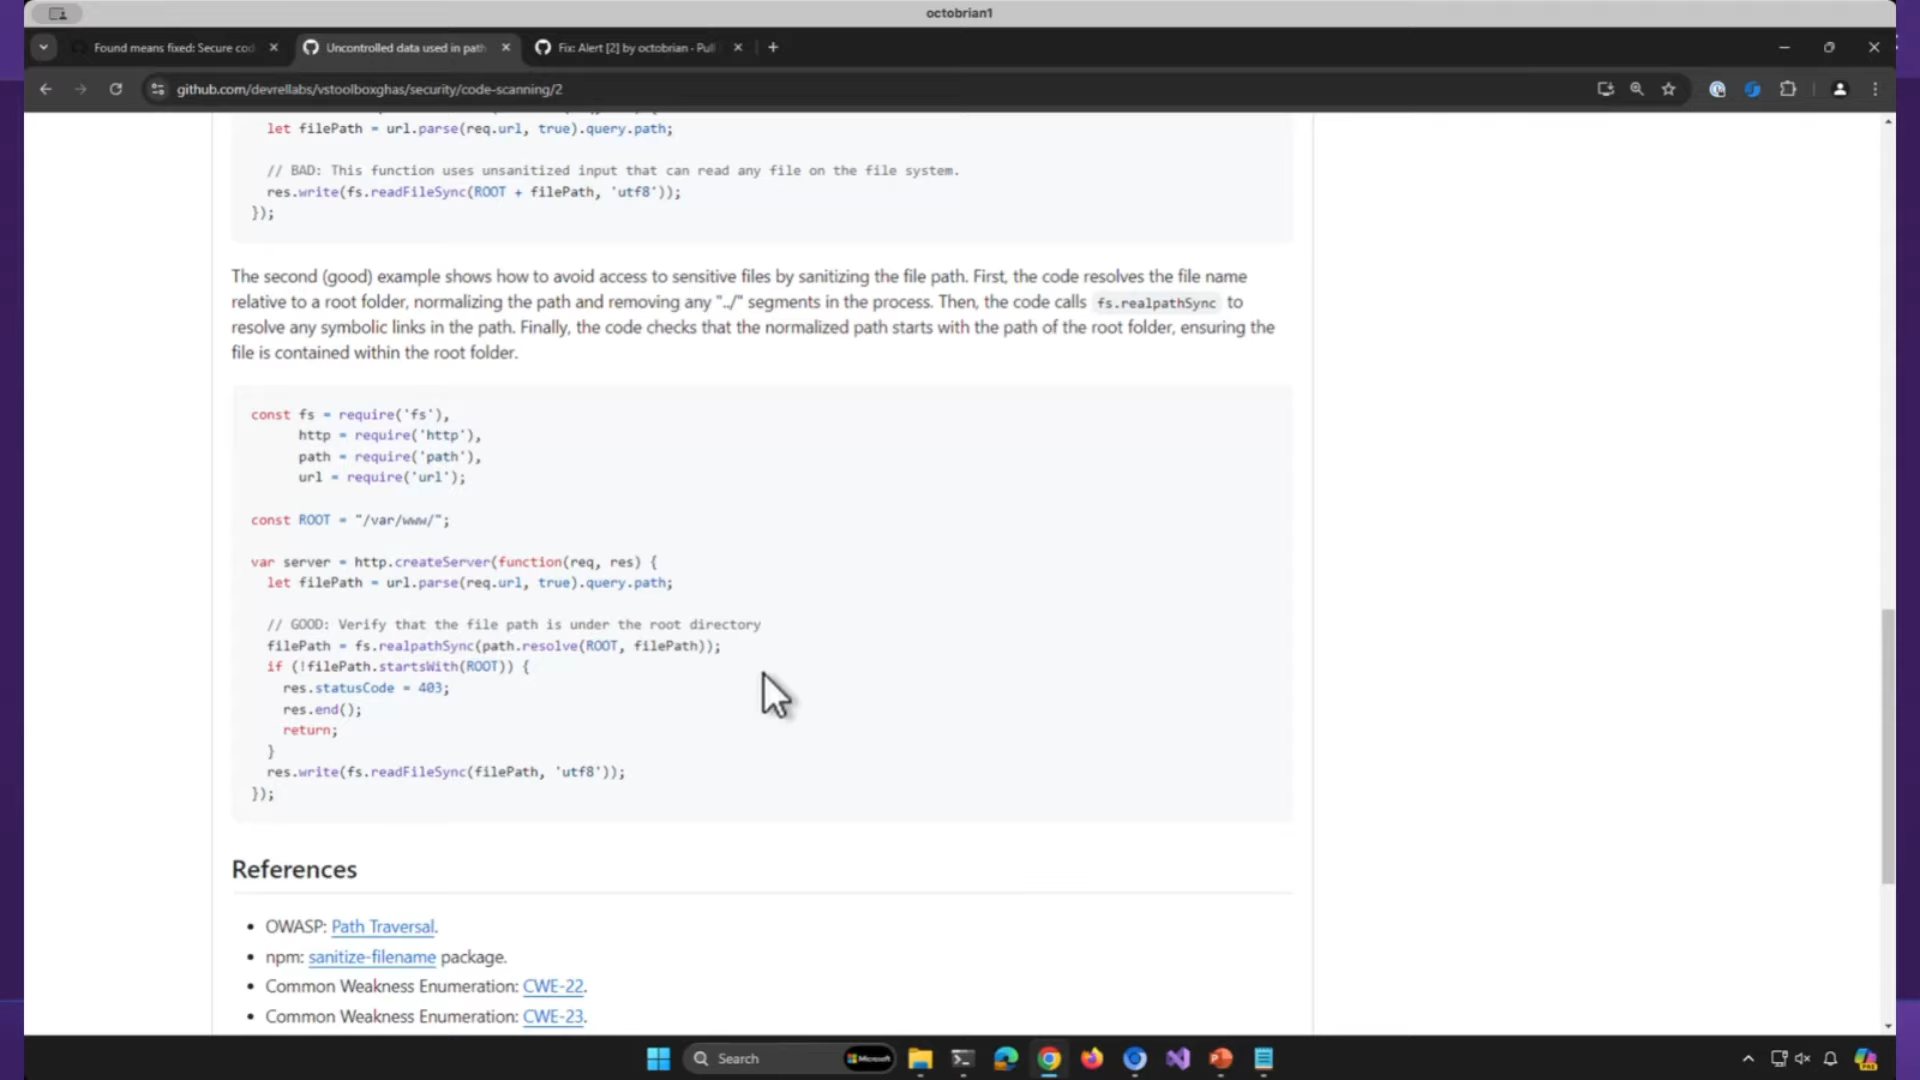 octobrian1
Found means fixed: Secure cod
Uncontrolled data used in path
Fix: Alert [2] by octobrian · Pull
github.com/devrellabs/vstoolboxghas/security/code-scanning/2
let filePath = url.parse(req.url, true).query.path;
// BAD: This function uses unsanitized input that can read any file on the file system.
res.write(fs.readFileSync(ROOT + filePath, 'utf8'));
});
The second (good) example shows how to avoid access to sensitive files by sanitizing the file path. First, the code resolves the file name
relative to a root folder, normalizing the path and removing any "../" segments in the process. Then, the code calls fs.realpathSync to
resolve any symbolic links in the path. Finally, the code checks that the normalized path starts with the path of the root folder, ensuring the
file is contained within the root folder.
const fs = require('fs'),
http = require('http'),
path = require('path'),
url = require('url');
const ROOT = "/var/www/";
var server = http.createServer(function(req, res) {
let filePath = url.parse(req.url, true).query.path;
// GOOD: Verify that the file path is under the root directory
filePath = fs.realpathSync(path.resolve(ROOT, filePath));
if (!filePath.startsWith(ROOT)) {
res.statusCode = 403;
res.end();
return;
}
res.write(fs.readFileSync(filePath, 'utf8'));
});
References
• OWASP: Path Traversal.
• npm: sanitize-filename package.
• Common Weakness Enumeration: CWE-22.
• Common Weakness Enumeration: CWE-23.
Search
Microsoft